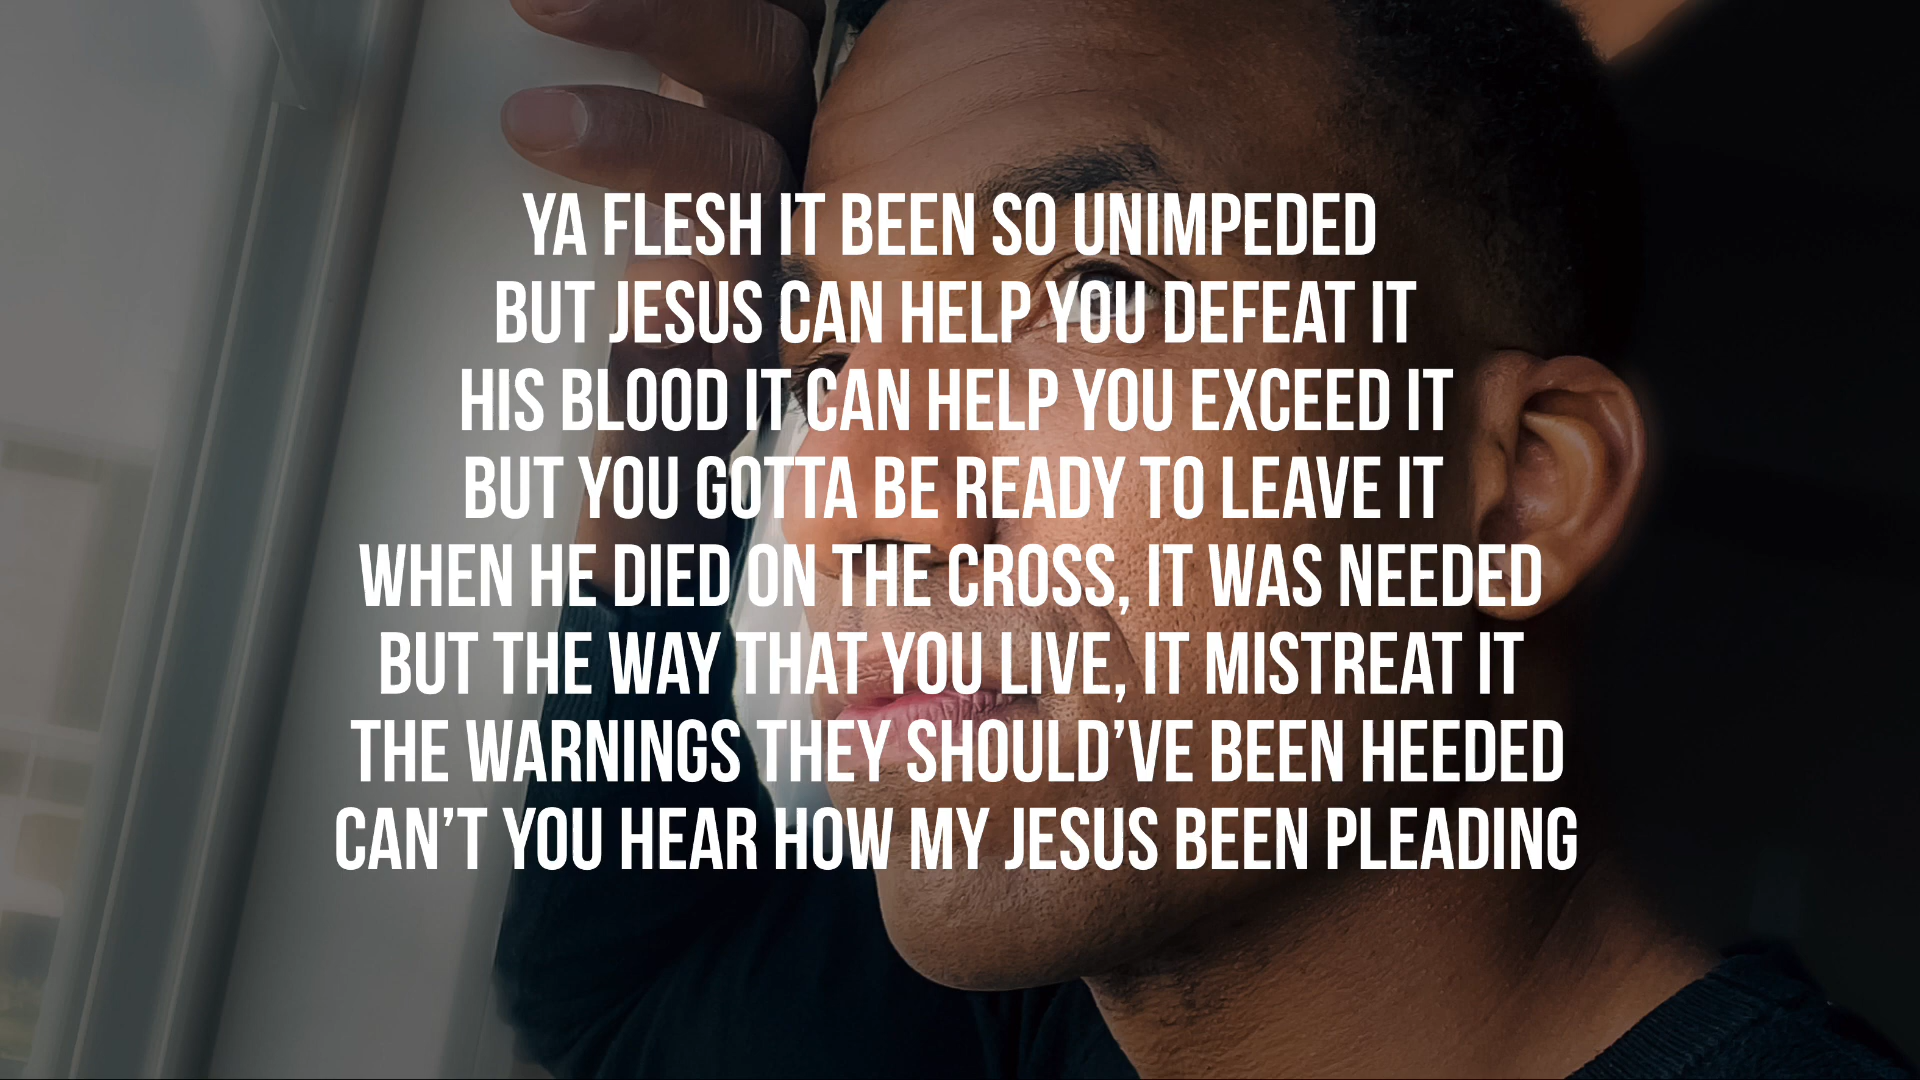 YA FLESH IT BEEN SO UNIMPEDED
BUT JESUS CAN HELP YOU DEFEAT IT
HIS BLOOD IT CAN HELP YOU EXCEED IT
BUT YOU GOTTA BE READY TO LEAVE IT
WHEN HE DIED ON THE CROSS, IT WAS NEEDED
BUT THE WAY THAT YOU LIVE, IT MISTREAT IT
THE WARNINGS THEY SHOULD’VE BEEN HEEDED
CAN’T YOU HEAR HOW MY JESUS BEEN PLEADING